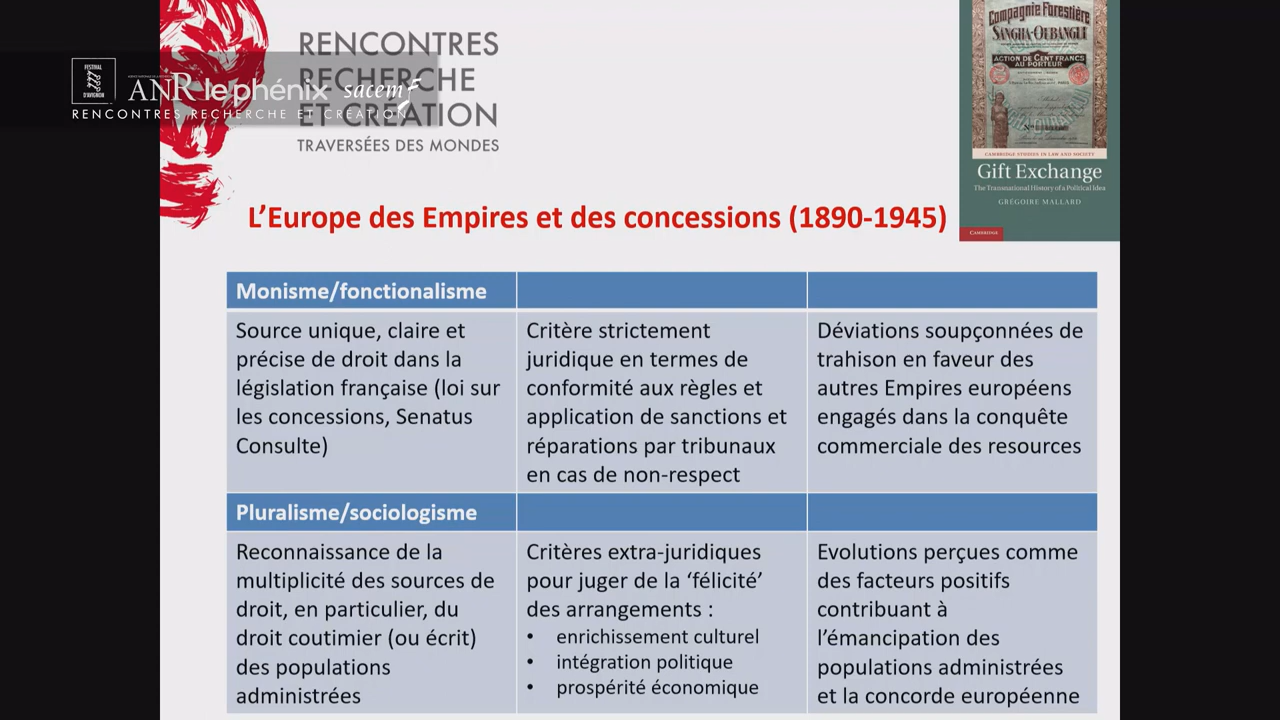 RENCONTRES
RECHERCHE
ET CRÉATION
TRAVERSÉES DES MONDES
FESTIVAL
D'AVIGNON
ANR le phénix sacem
RENCONTRES RECHERCHE ET CRÉATION
Compagnie Forestière
SANGHA-OUBANGUI
ACTION DE CENT FRANCS
AU PORTEUR
CAMBRIDGE STUDIES IN LAW AND SOCIETY
Gift Exchange
The Transnational History of a Political Idea
GRÉGOIRE MALLARD
CAMBRIDGE
L'Europe des Empires et des concessions (1890-1945)
Monisme/fonctionalisme
Source unique, claire et
précise de droit dans la
législation française (loi sur
les concessions, Senatus
Consulte)
Critère strictement
juridique en termes de
conformité aux règles et
application de sanctions et
réparations par tribunaux
en cas de non-respect
Déviations soupçonnées de
trahison en faveur des
autres Empires européens
engagés dans la conquête
commerciale des resources
Pluralisme/sociologisme
Reconnaissance de la
multiplicité des sources de
droit, en particulier, du
droit coutimier (ou écrit)
des populations
administrées
Critères extra-juridiques
pour juger de la 'félicité'
des arrangements :
• enrichissement culturel
• intégration politique
• prospérité économique
Evolutions perçues comme
des facteurs positifs
contribuant à
l'émancipation des
populations administrées
et la concorde européenne